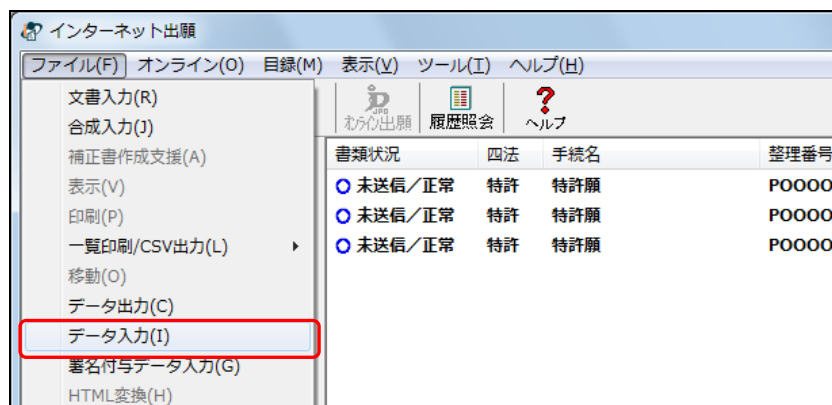 インターネット出願
ファイル(F) オンライン(O) 目録(M) 表示(V) ツール(I) ヘルプ(H)
文書入力(R)
合成入力(J)
補正書作成支援(A)
表示(V)
印刷(P)
一覧印刷/CSV出力(L)
移動(O)
データ出力(C)
データ入力(I)
署名付与データ入力(G)
HTML変換(H)
JPO
オンライン出願 履歴照会 ヘルプ
書類状況 四法 手続名 整理番号
未送信/正常 特許 特許願 P0000
未送信/正常 特許 特許願 P0000
未送信/正常 特許 特許願 P0000